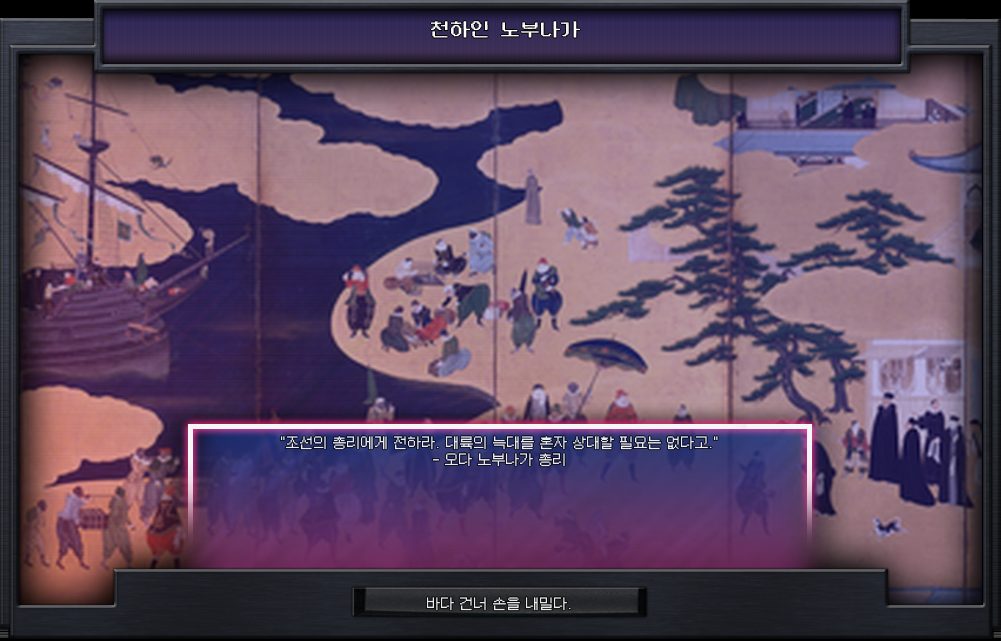 천하인 노부나가
"조선의 총리에게 전하라. 대륙의 늑대를 혼자 상대할 필요는 없다고."
- 오다 노부나가 총리
바다 건너 손을 내밀다.